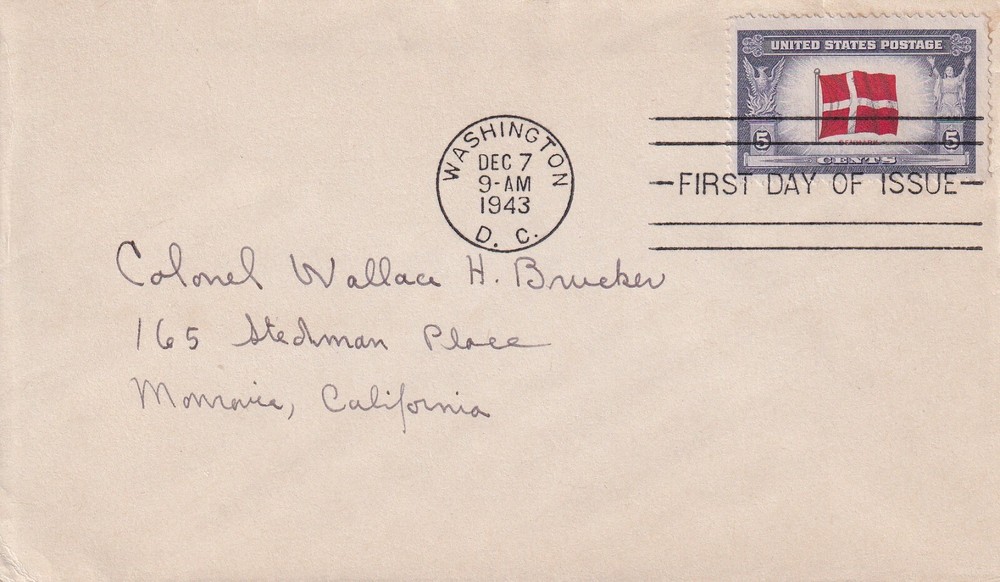 UNITED STATES POSTAGE
5 5
DENMARK
CENTS
WASHINGTON
DEC 7
9-AM
1943
D. C.
FIRST DAY OF ISSUE
Colonel Wallace H. Brucker
165 Stedman Place
Monrovia, California